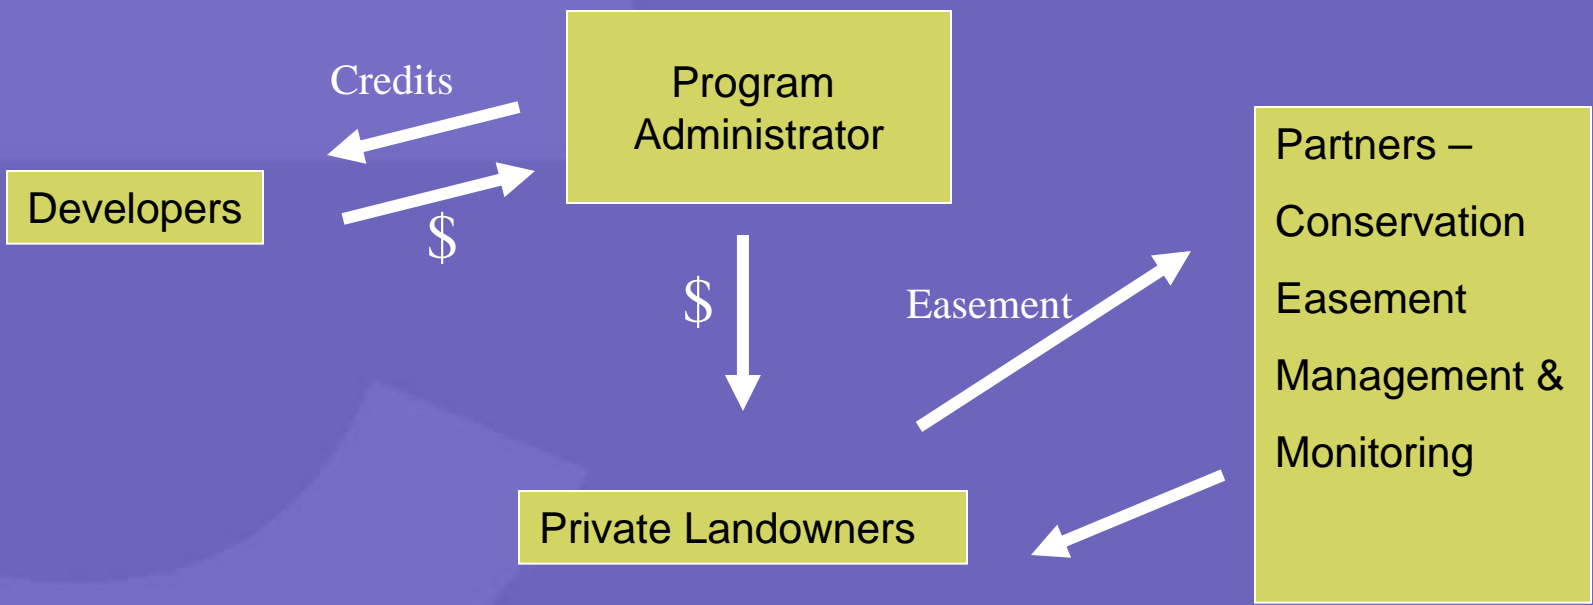 Program
Administrator
Credits
Developers
$
$
Easement
Partners –
Conservation
Easement
Management &
Monitoring
Private Landowners